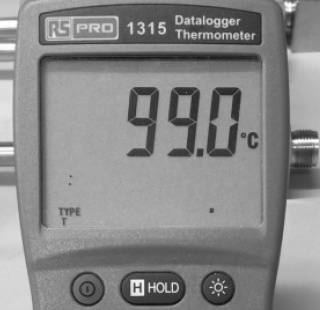 RS PRO 1315 Datalogger
Thermometer
99.0 °C
TYPE
T
H HOLD